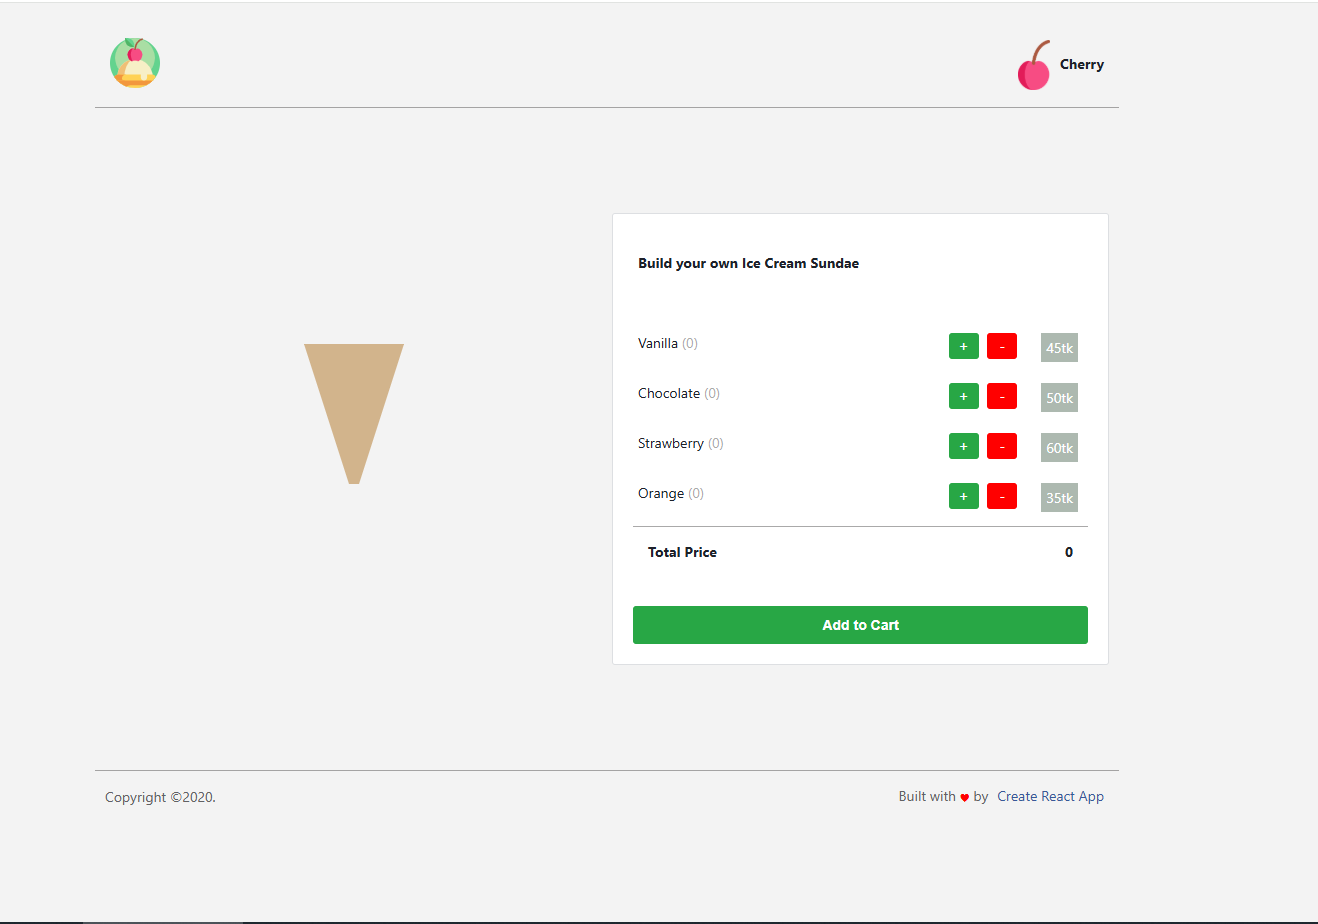 Cherry
Build your own Ice Cream Sundae
Vanilla (0) + - 45tk
Chocolate (0) + - 50tk
Strawberry (0) + - 60tk
Orange (0) + - 35tk
Total Price 0
Add to Cart
Copyright ©2020. Built with ♥ by Create React App